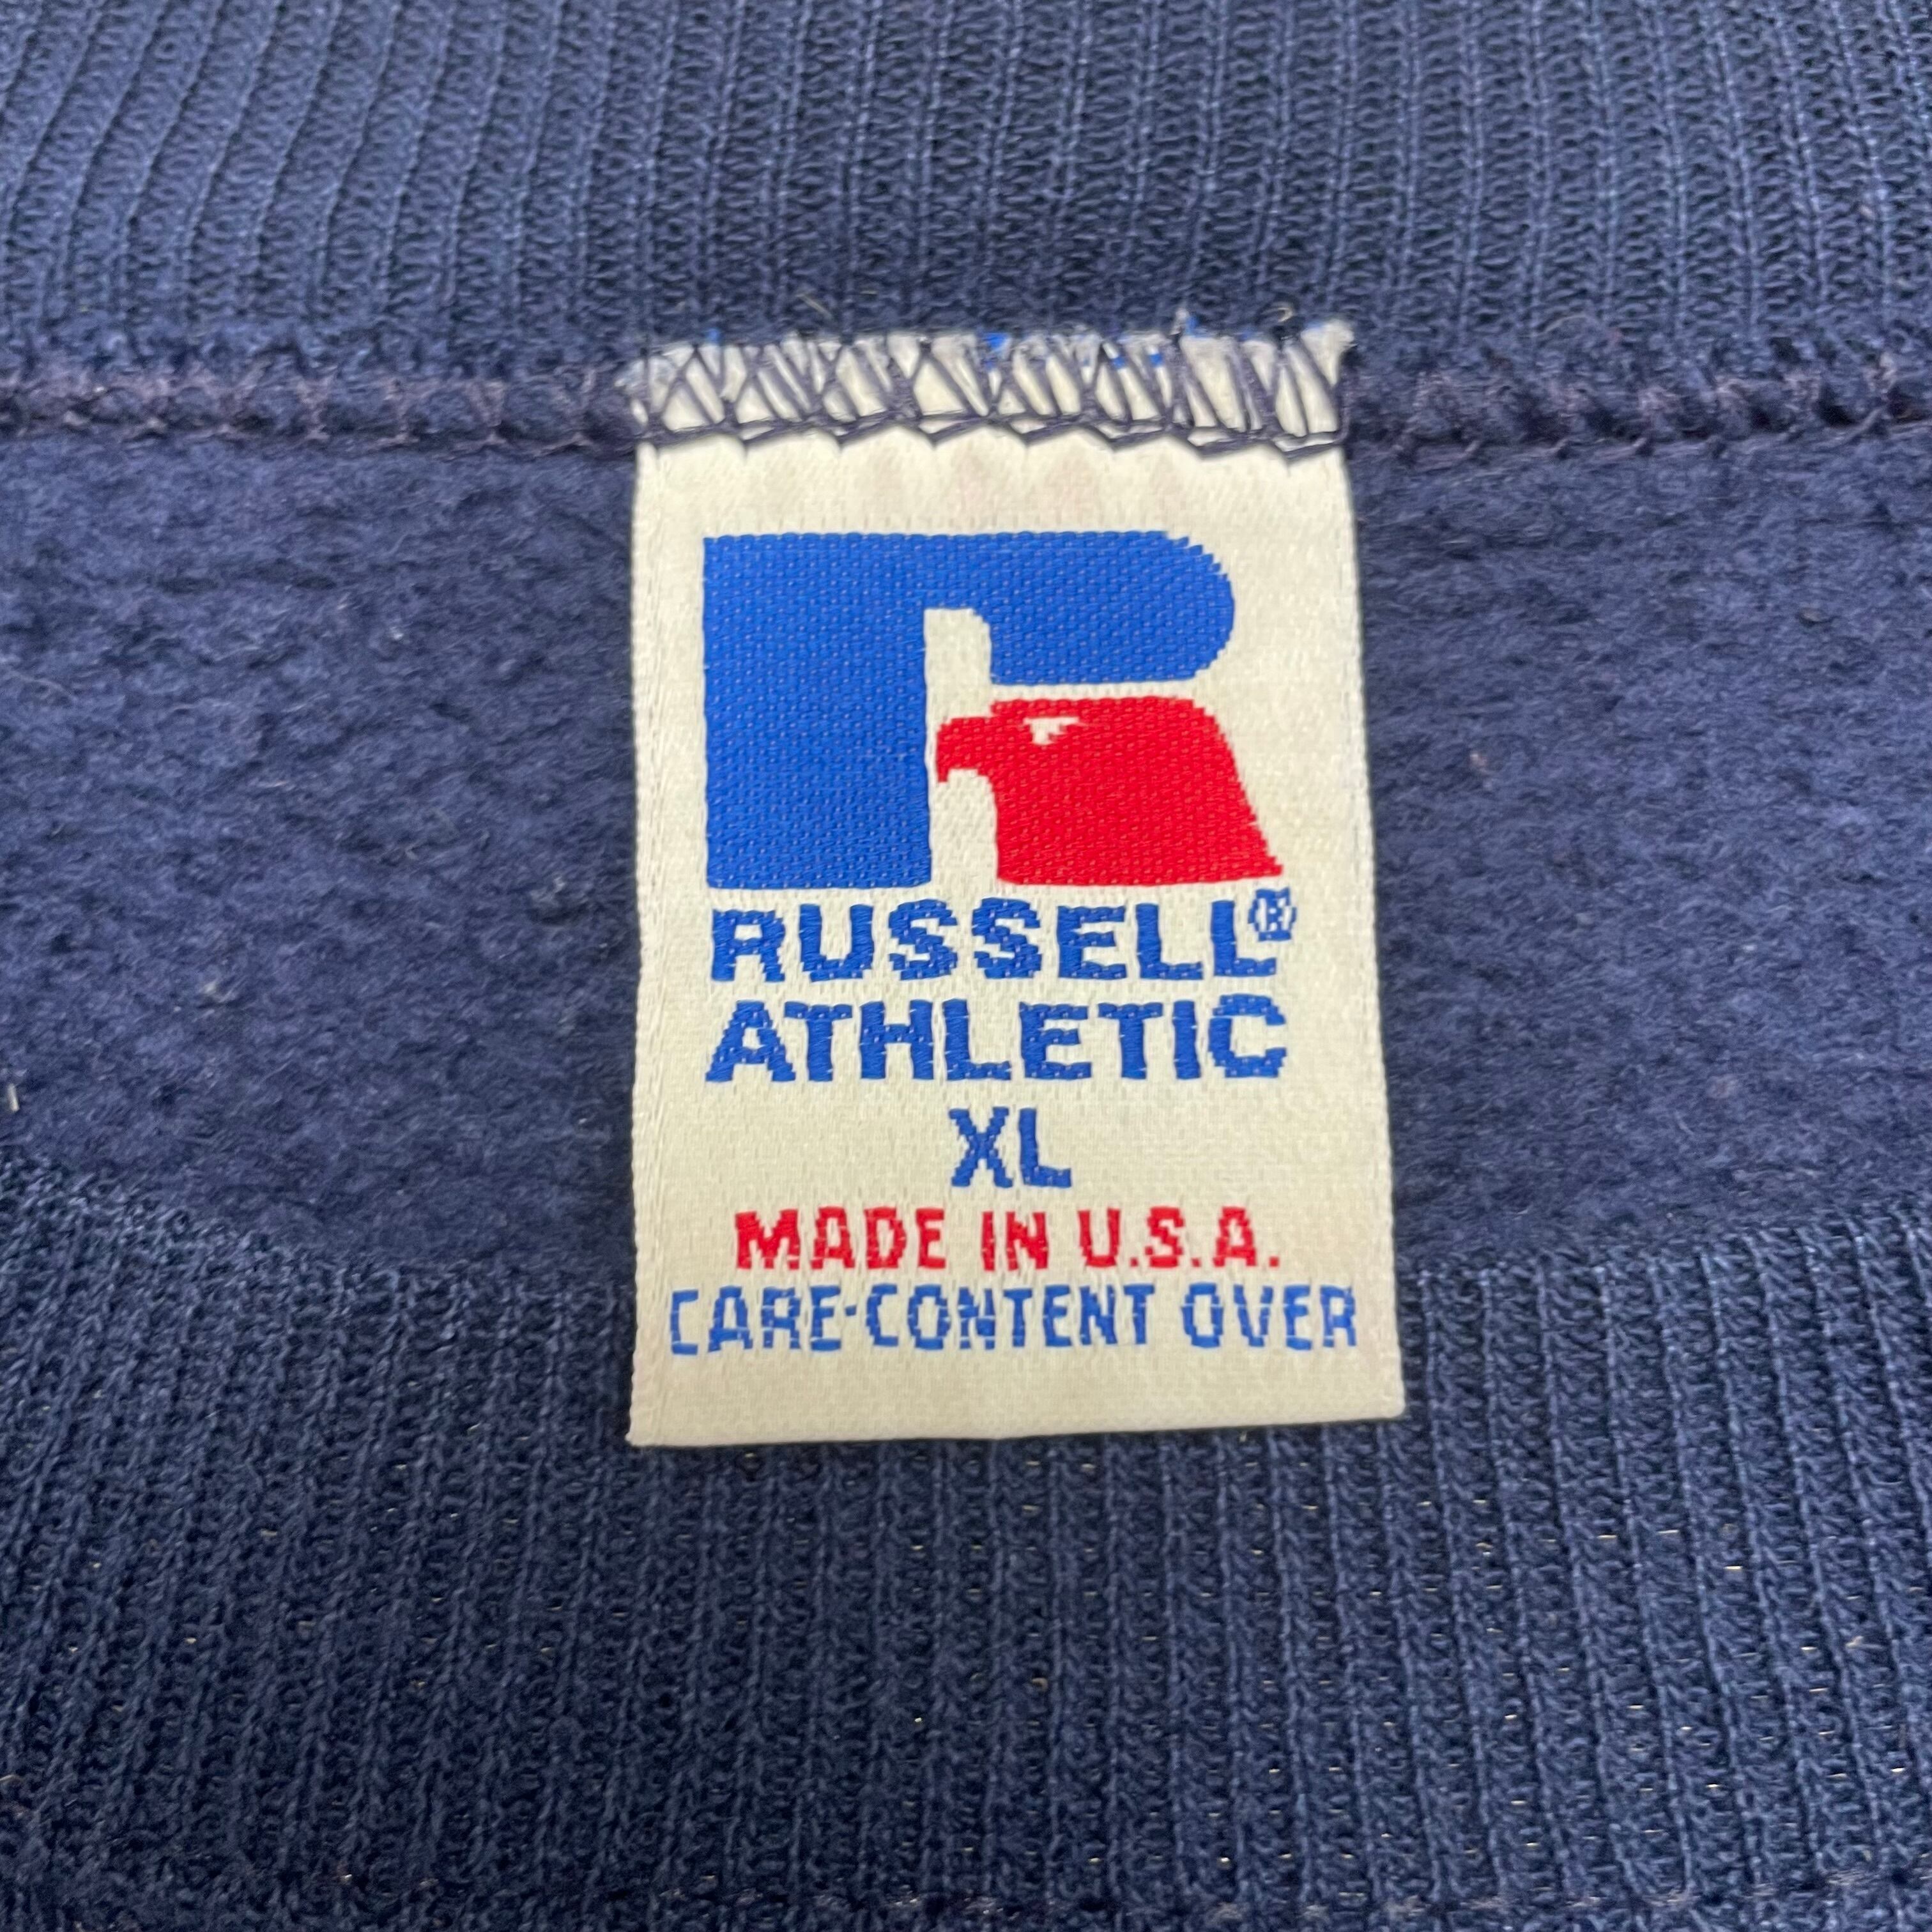 RUSSELL®
ATHLETIC
XL
MADE IN U.S.A.
CARE-CONTENT OVER